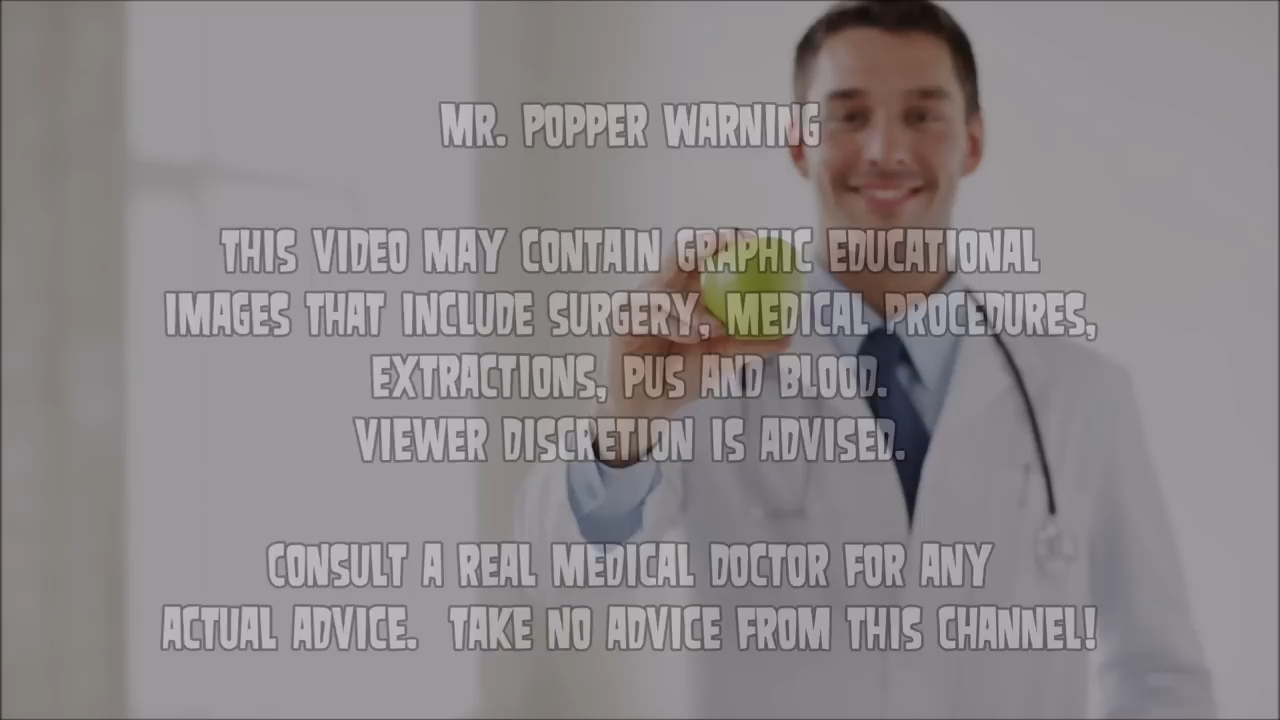 MR. POPPER WARNING
THIS VIDEO MAY CONTAIN GRAPHIC EDUCATIONAL
IMAGES THAT INCLUDE SURGERY, MEDICAL PROCEDURES,
EXTRACTIONS, PUS AND BLOOD.
VIEWER DISCRETION IS ADVISED.
CONSULT A REAL MEDICAL DOCTOR FOR ANY
ACTUAL ADVICE. TAKE NO ADVICE FROM THIS CHANNEL!